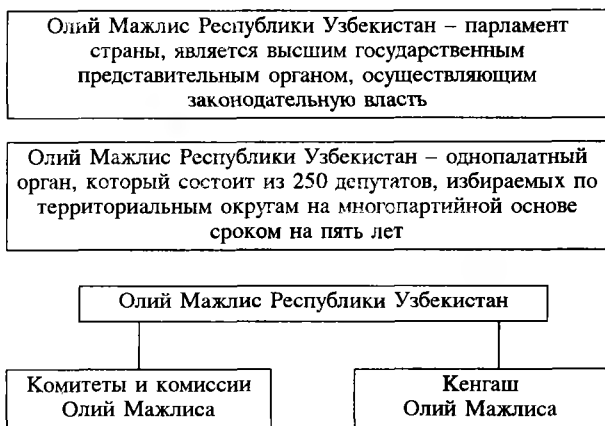 Олий Мажлис Республики Узбекистан – парламент
страны, является высшим государственным
представительным органом, осуществляющим
законодательную власть
Олий Мажлис Республики Узбекистан – однопалатный
орган, который состоит из 250 депутатов, избираемых по
территориальным округам на многопартийной основе
сроком на пять лет
Олий Мажлис Республики Узбекистан
Комитеты и комиссии
Олий Мажлиса
Кенгаш
Олий Мажлиса